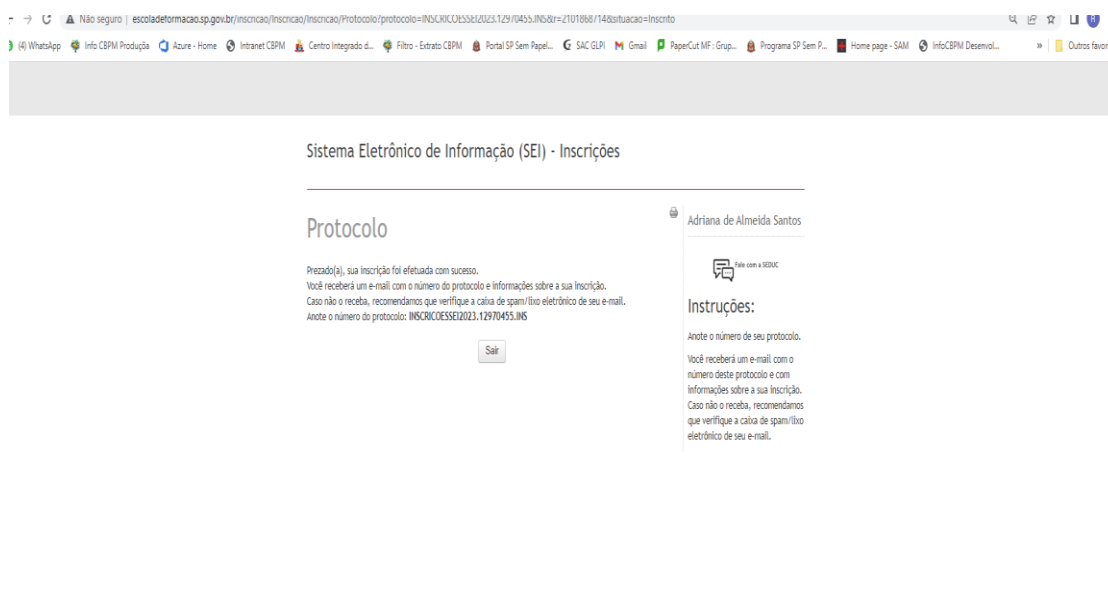 Não seguro | escoladeformacao.sp.gov.br/inscricao/Inscricao/Inscricao/Protocolo?protocolo=INSCRICOESSEI2023.12970455.INS&r=2101868714&situacao=Inscrito
(4) WhatsApp Info CBPM Produção Azure - Home Intranet CBPM Centro Integrado d... Filtro - Extrato CBPM Portal SP Sem Papel... SAC GLPI Gmail PaperCut MF : Grup... Programa SP Sem P... Home page - SAM InfoCBPM Desenvol... » Outros favor
Sistema Eletrônico de Informação (SEI) - Inscrições
Protocolo
Prezado(a), sua inscrição foi efetuada com sucesso.
Você receberá um e-mail com o número do protocolo e informações sobre a sua inscrição.
Caso não o receba, recomendamos que verifique a caixa de spam/lixo eletrônico de seu e-mail.
Anote o número do protocolo: INSCRICOESSEI2023.12970455.INS
Sair
Adriana de Almeida Santos
Fale com a SEDUC
Instruções:
Anote o número de seu protocolo.
Você receberá um e-mail com o
número deste protocolo e com
informações sobre a sua inscrição.
Caso não o receba, recomendamos
que verifique a caixa de spam/lixo
eletrônico de seu e-mail.